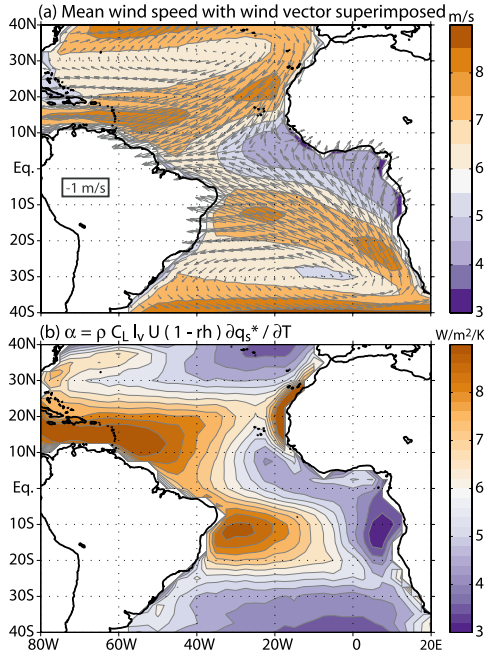 (a) Mean wind speed with wind vector superimposed
m/s
40N
30N
20N
10N
Eq.
10S
20S
30S
40S
-1 m/s
8
7
6
5
4
3
(b) α = ρ C_L l_v U ( 1 - rh ) ∂q_s* / ∂T
W/m²/K
40N
30N
20N
10N
Eq.
10S
20S
30S
40S
8
7
6
5
4
3
80W 60W 40W 20W 0 20E